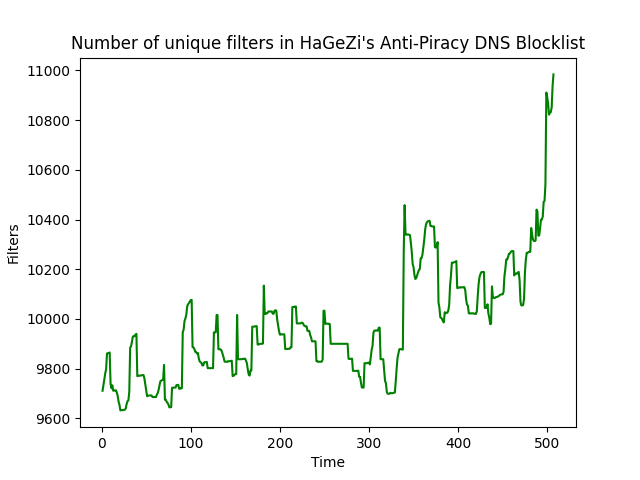 Number of unique filters in HaGeZi's Anti-Piracy DNS Blocklist
11000
10800
10600
10400
10200
10000
9800
9600
Filters
0 100 200 300 400 500
Time